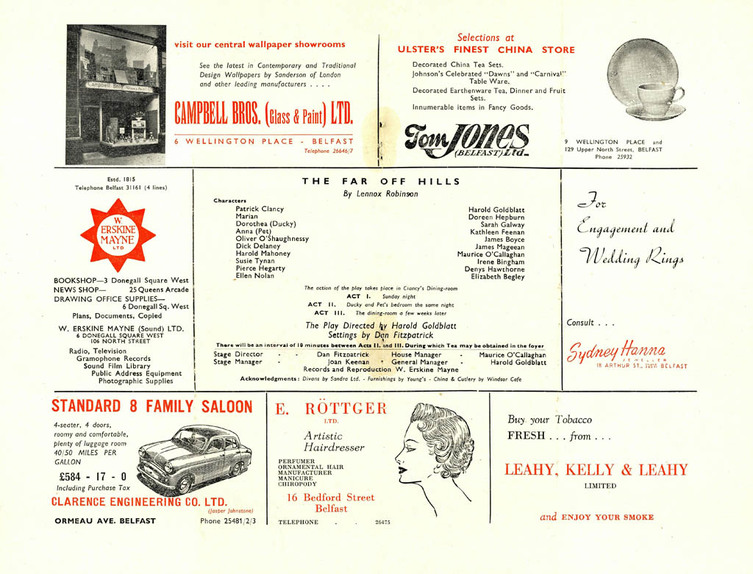 visit our central wallpaper showrooms
See the latest in Contemporary and Traditional
Design Wallpapers by Sanderson of London
and other leading manufacturers . . . .
CAMPBELL BROS. (Glass & Paint) LTD.
6 WELLINGTON PLACE - BELFAST
Telephone 26646/7
Selections at
ULSTER'S FINEST CHINA STORE
Decorated China Tea Sets.
Johnson's Celebrated "Dawns" and "Carnival"
Table Ware.
Decorated Earthenware Tea, Dinner and Fruit
Sets.
Innumerable items in Fancy Goods.
Tom JONES
(BELFAST) Ltd.
9 WELLINGTON PLACE and
129 Upper North Street, BELFAST
Phone 25932
Estd. 1815
Telephone Belfast 31161 (4 lines)
W.
ERSKINE
MAYNE
LTD
BOOKSHOP—3 Donegall Square West
NEWS SHOP— 25 Queens Arcade
DRAWING OFFICE SUPPLIES—
6 Donegall Sq. West
Plans, Documents, Copied
W. ERSKINE MAYNE (Sound) LTD.
6 DONEGALL SQUARE WEST
106 NORTH STREET
Radio, Television
Gramophone Records
Sound Film Library
Public Address Equipment
Photographic Supplies
THE FAR OFF HILLS
By Lennox Robinson
Characters
Patrick Clancy Harold Goldblatt
Marian Doreen Hepburn
Dorothea (Ducky) Sarah Galway
Anna (Pet) Kathleen Feenan
Oliver O'Shaughnessy James Boyce
Dick Delaney James Mageean
Harold Mahoney Maurice O'Callaghan
Susie Tynan Irene Bingham
Pierce Hegarty Denys Hawthorne
Ellen Nolan Elizabeth Begley
The action of the play takes place in Clancy's Dining-room
ACT I. Sunday night
ACT II. Ducky and Pet's bedroom the same night
ACT III. The dining-room a few weeks later
The Play Directed by Harold Goldblatt
Settings by Dan Fitzpatrick
There will be an interval of 10 minutes between Acts II. and III. During which Tea may be obtained in the foyer
Stage Director - - Dan Fitzpatrick House Manager - Maurice O'Callaghan
Stage Manager - - Joan Keenan General Manager - Harold Goldblatt
Records and Reproduction W. Erskine Mayne
Acknowledgments : Divans by Sandro Ltd. - Furnishings by Young's - China & Cutlery by Windsor Cafe
For
Engagement and
Wedding Rings
Consult . . .
Sydney Hanna
JEWELLER
18 ARTHUR ST. BELFAST
STANDARD 8 FAMILY SALOON
4-seater, 4 doors,
roomy and comfortable,
plenty of luggage room
40/50 MILES PER
GALLON
£584 - 17 - 0
Including Purchase Tax
CLARENCE ENGINEERING CO. LTD.
(Jasper Johnstone)
ORMEAU AVE. BELFAST Phone 25481/2/3
E. RÖTTGER
LTD.
Artistic
Hairdresser
PERFUMER
ORNAMENTAL HAIR
MANUFACTURER
MANICURE
CHIROPODY
16 Bedford Street
Belfast
TELEPHONE - - 26475
Buy your Tobacco
FRESH . . . from . . .
LEAHY, KELLY & LEAHY
LIMITED
and ENJOY YOUR SMOKE